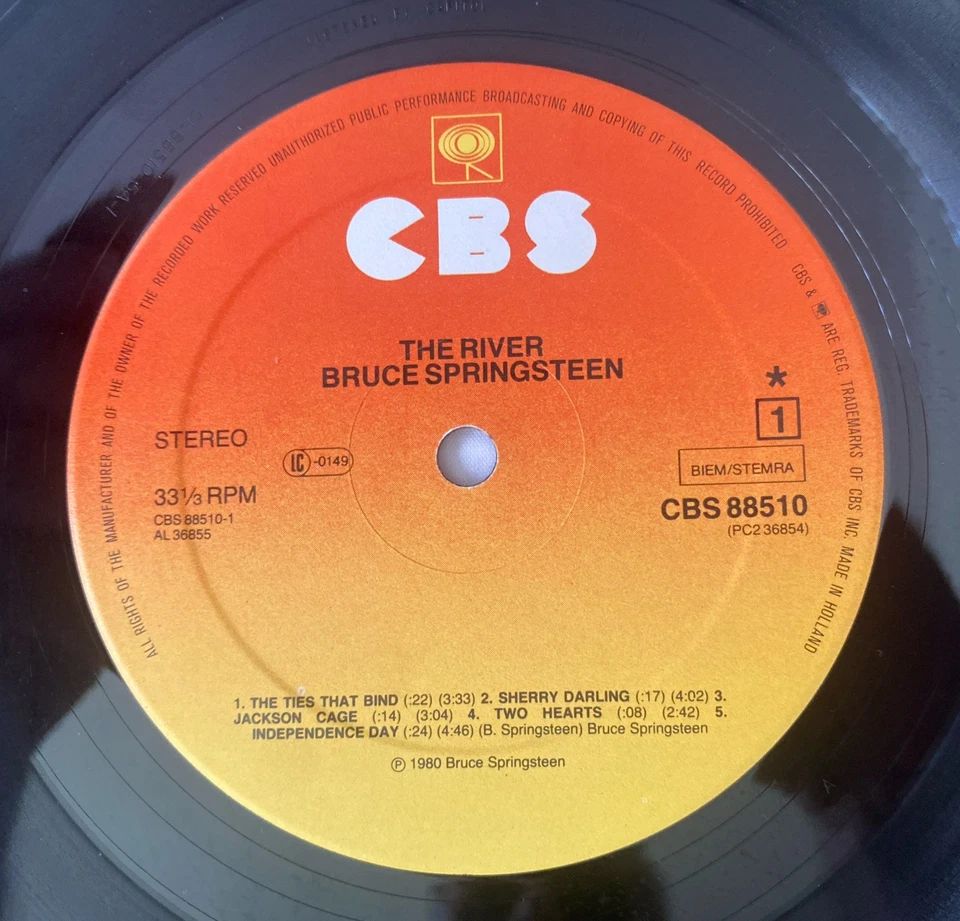 ALL RIGHTS OF THE MANUFACTURER AND OF THE OWNER OF THE RECORDED WORK RESERVED UNAUTHORIZED PUBLIC PERFORMANCE BROADCASTING AND COPYING OF THIS RECORD PROHIBITED
CBS & ARE REG. TRADEMARKS OF CBS INC. MADE IN HOLLAND
CBS
THE RIVER
BRUCE SPRINGSTEEN
*
1
STEREO
LC -0149
BIEM/STEMRA
33⅓ RPM
CBS 88510
CBS 88510-1
(PC2 36854)
AL 36855
1. THE TIES THAT BIND (:22) (3:33) 2. SHERRY DARLING (:17) (4:02) 3.
JACKSON CAGE (:14) (3:04) 4. TWO HEARTS (:08) (2:42) 5.
INDEPENDENCE DAY (:24) (4:46) (B. Springsteen) Bruce Springsteen
℗ 1980 Bruce Springsteen